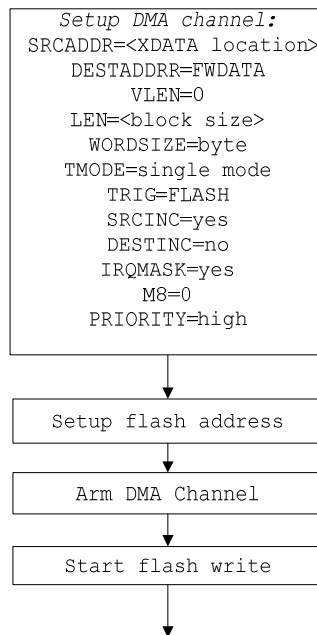 Setup DMA channel:
SRCADDR=<XDATA location>
DESTADDRR=FWDATA
VLEN=0
LEN=<block size>
WORDSIZE=byte
TMODE=single mode
TRIG=FLASH
SRCINC=yes
DESTINC=no
IRQMASK=yes
M8=0
PRIORITY=high
Setup flash address
Arm DMA Channel
Start flash write